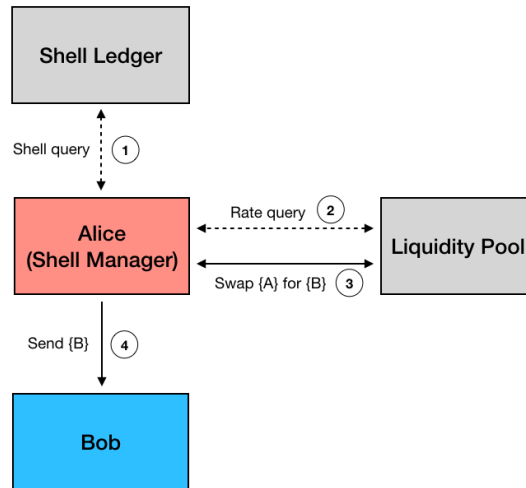 Shell Ledger
Shell query
1
Rate query
2
Alice
(Shell Manager)
Liquidity Pool
Swap {A} for {B}
3
Send {B}
4
Bob